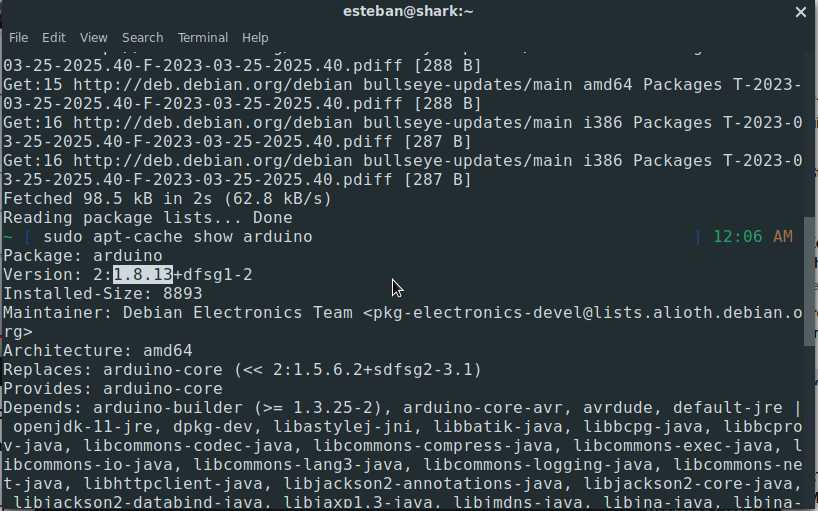 esteban@shark:~
File Edit View Search Terminal Help
03-25-2025.40-F-2023-03-25-2025.40.pdiff [288 B]
Get:15 http://deb.debian.org/debian bullseye-updates/main amd64 Packages T-2023-
03-25-2025.40-F-2023-03-25-2025.40.pdiff [288 B]
Get:16 http://deb.debian.org/debian bullseye-updates/main i386 Packages T-2023-0
3-25-2025.40-F-2023-03-25-2025.40.pdiff [287 B]
Get:16 http://deb.debian.org/debian bullseye-updates/main i386 Packages T-2023-0
3-25-2025.40-F-2023-03-25-2025.40.pdiff [287 B]
Fetched 98.5 kB in 2s (62.8 kB/s)
Reading package lists... Done
~ [ sudo apt-cache show arduino ] 12:06 AM
Package: arduino
Version: 2:1.8.13+dfsg1-2
Installed-Size: 8893
Maintainer: Debian Electronics Team <pkg-electronics-devel@lists.alioth.debian.o
rg>
Architecture: amd64
Replaces: arduino-core (<< 2:1.5.6.2+sdfsg2-3.1)
Provides: arduino-core
Depends: arduino-builder (>= 1.3.25-2), arduino-core-avr, avrdude, default-jre |
openjdk-11-jre, dpkg-dev, libastylej-jni, libbatik-java, libbcpg-java, libbcpro
v-java, libcommons-codec-java, libcommons-compress-java, libcommons-exec-java, l
ibcommons-io-java, libcommons-lang3-java, libcommons-logging-java, libcommons-ne
t-java, libhttpclient-java, libjackson2-annotations-java, libjackson2-core-java,
libjackson2-databind-java, libjaxp1.3-java, libjmdns-java, libjna-java, libjna-